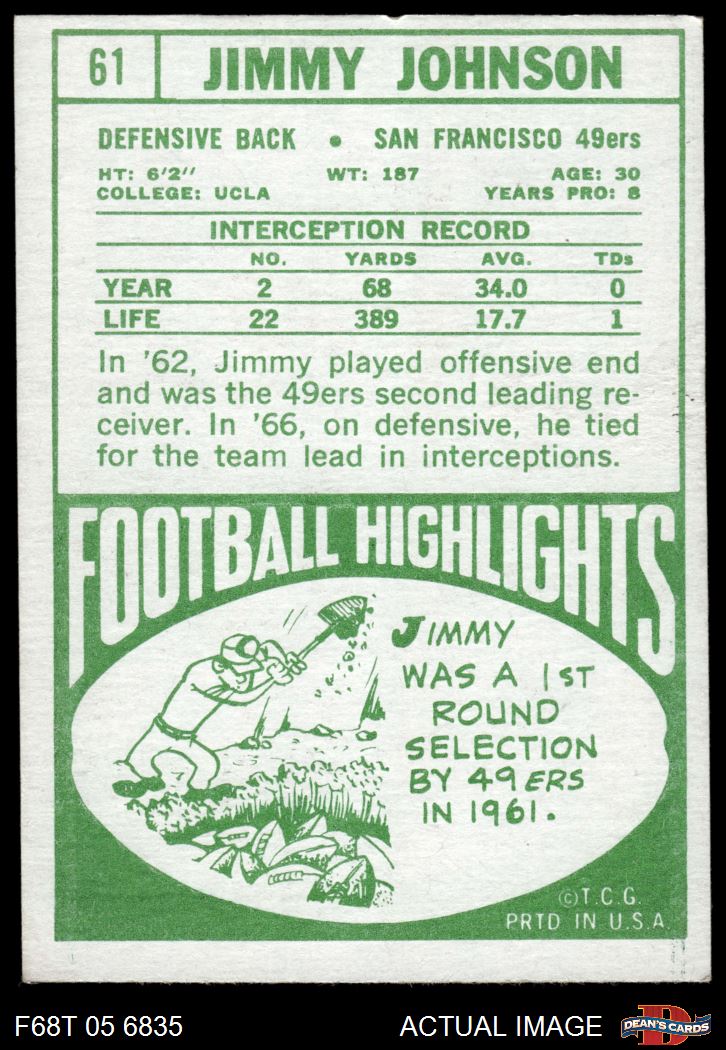 61 JIMMY JOHNSON
DEFENSIVE BACK • SAN FRANCISCO 49ers
HT: 6'2" WT: 187 AGE: 30
COLLEGE: UCLA YEARS PRO: 8
INTERCEPTION RECORD
NO. YARDS AVG. TDs
YEAR 2 68 34.0 0
LIFE 22 389 17.7 1
In '62, Jimmy played offensive end
and was the 49ers second leading re-
ceiver. In '66, on defensive, he tied
for the team lead in interceptions.
FOOTBALL HIGHLIGHTS
JIMMY
WAS A 1ST
ROUND
SELECTION
BY 49ERS
IN 1961.
©T.C.G.
PRTD IN U.S.A.
F68T 05 6835 ACTUAL IMAGE
D
DEAN'S CARDS